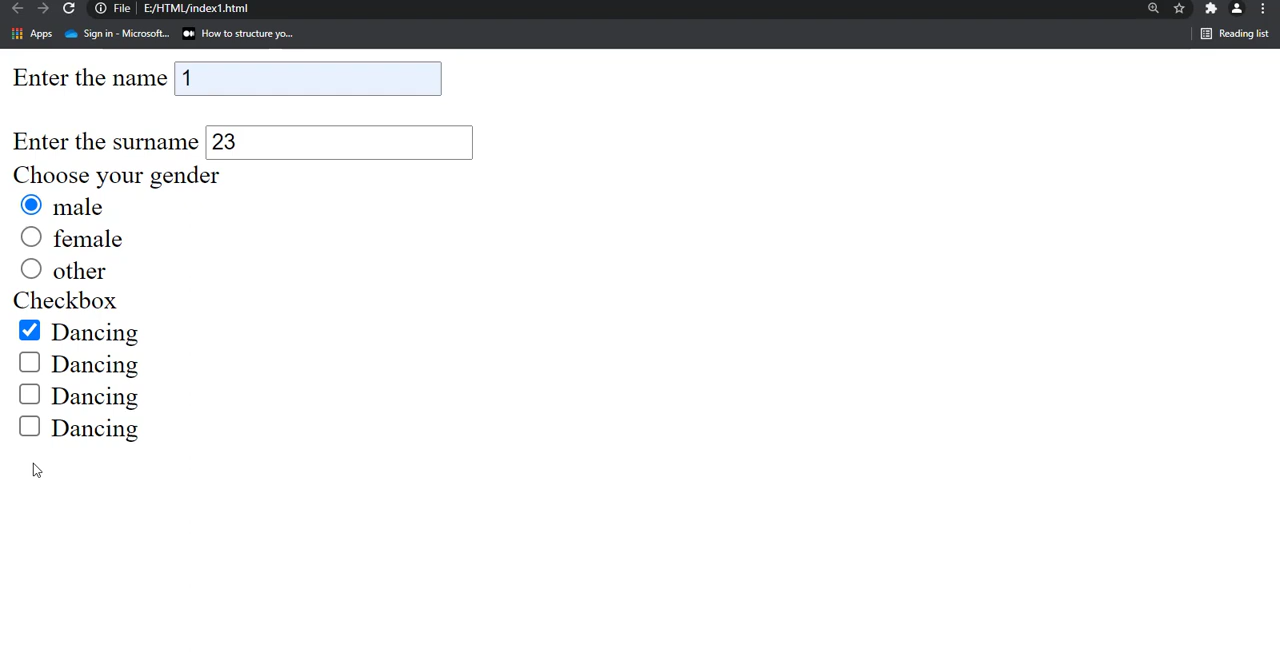 File E:/HTML/index1.html
Apps Sign in - Microsoft... How to structure yo... Reading list
Enter the name 1
Enter the surname 23
Choose your gender
male
female
other
Checkbox
Dancing
Dancing
Dancing
Dancing